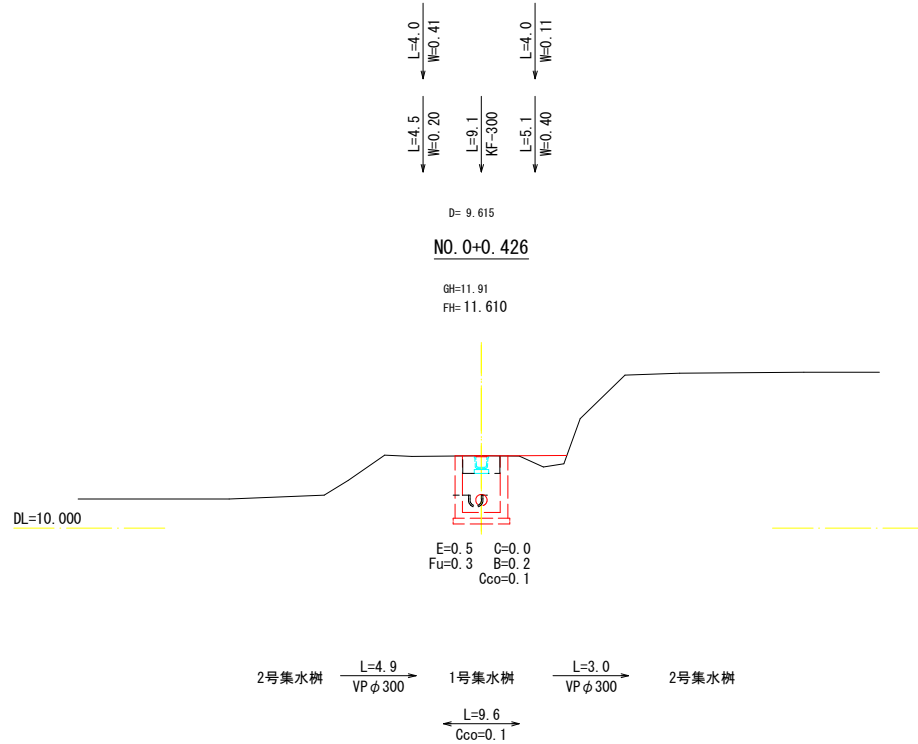 L=4.0
W=0.41
L=4.0
W=0.11
L=4.5
W=0.20
L=9.1
KF-300
L=5.1
W=0.40
D= 9.615
NO.0+0.426
GH=11.91
FH= 11.610
DL=10.000
E=0.5 C=0.0
Fu=0.3 B=0.2
Cco=0.1
2号集水桝 L=4.9 1号集水桝 L=3.0 2号集水桝
VPφ300 VPφ300
L=9.6
Cco=0.1